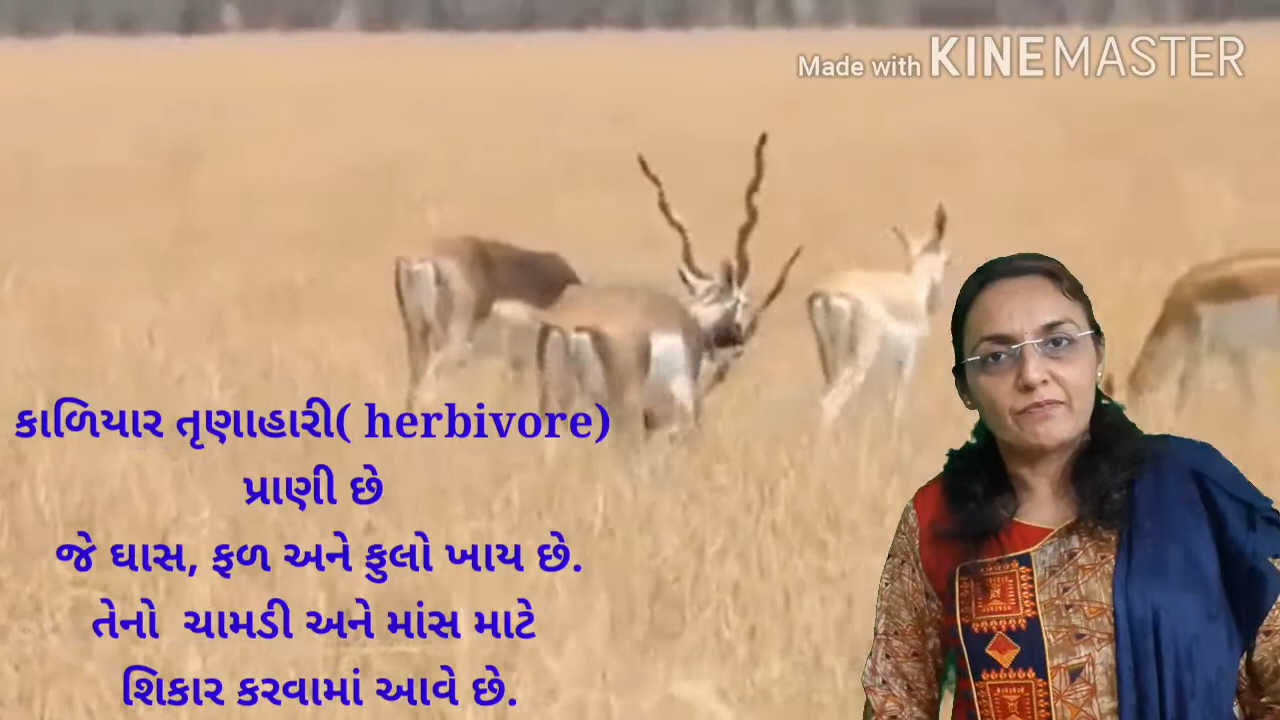 Made with KINEMASTER
કાળિયાર તૃણાહારી( herbivore)
પ્રાણી છે
જે ઘાસ, ફળ અને ફુલો ખાય છે.
તેનો ચામડી અને માંસ માટે
શિકાર કરવામાં આવે છે.